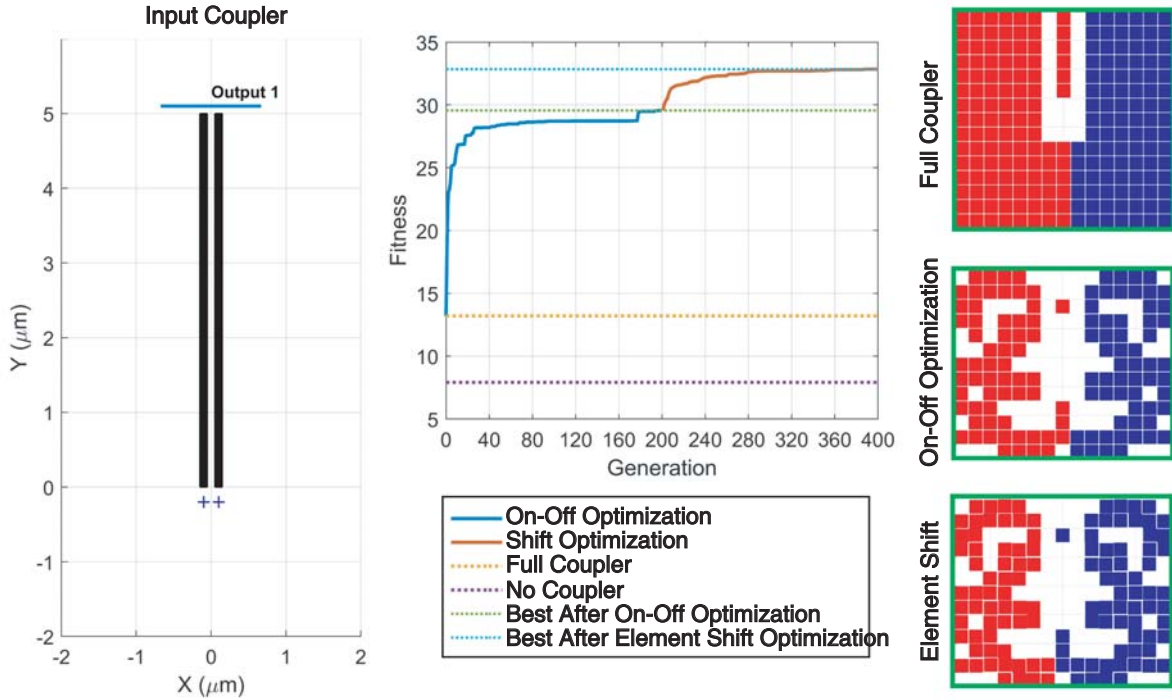 Input Coupler
Output 1
6
5
4
3
2
1
0
-1
-2
-2
-1
0
1
2
Y (μm)
X (μm)
35
30
25
20
15
10
5
0
40
80
120
160
200
240
280
320
360
400
Fitness
Generation
On-Off Optimization
Shift Optimization
Full Coupler
No Coupler
Best After On-Off Optimization
Best After Element Shift Optimization
Full Coupler
On-Off Optimization
Element Shift